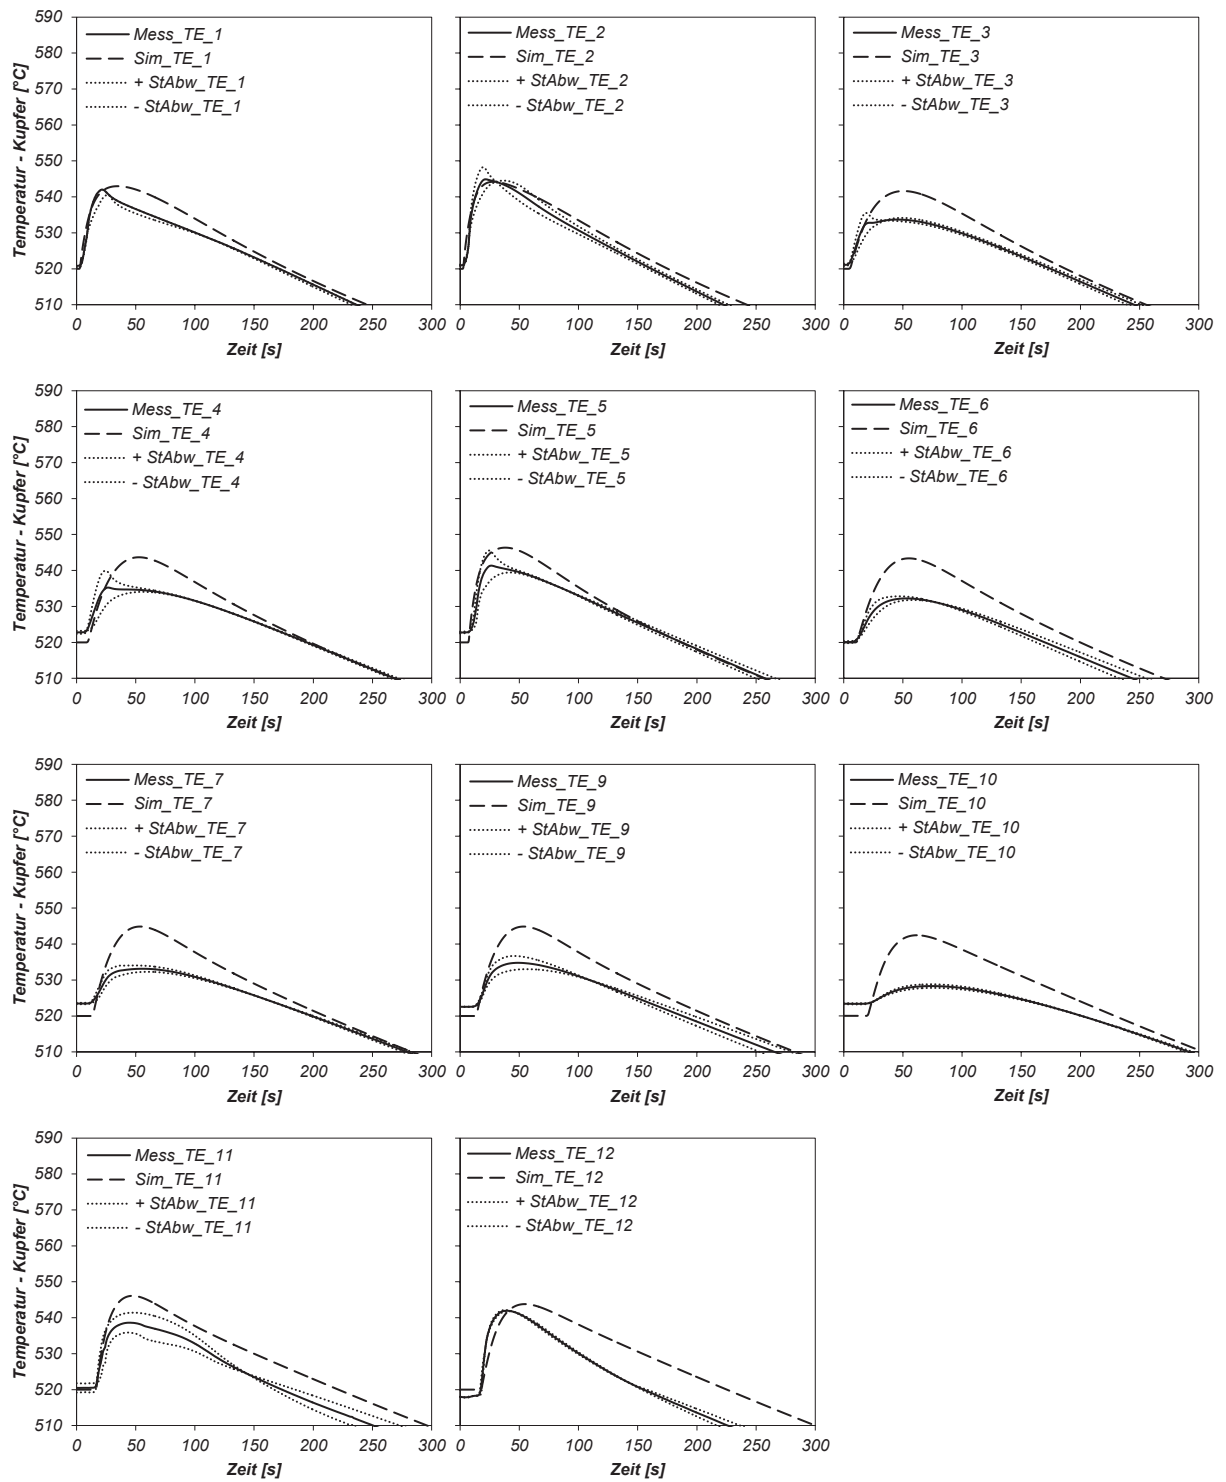 Temperatur - Kupfer [°C]
590
580
570
560
550
540
530
520
510
Mess_TE_1
Sim_TE_1
+ StAbw_TE_1
- StAbw_TE_1
0 50 100 150 200 250 300
Zeit [s]
Mess_TE_2
Sim_TE_2
+ StAbw_TE_2
- StAbw_TE_2
0 50 100 150 200 250 300
Zeit [s]
Mess_TE_3
Sim_TE_3
+ StAbw_TE_3
- StAbw_TE_3
0 50 100 150 200 250 300
Zeit [s]
Temperatur - Kupfer [°C]
590
580
570
560
550
540
530
520
510
Mess_TE_4
Sim_TE_4
+ StAbw_TE_4
- StAbw_TE_4
0 50 100 150 200 250 300
Zeit [s]
Mess_TE_5
Sim_TE_5
+ StAbw_TE_5
- StAbw_TE_5
0 50 100 150 200 250 300
Zeit [s]
Mess_TE_6
Sim_TE_6
+ StAbw_TE_6
- StAbw_TE_6
0 50 100 150 200 250 300
Zeit [s]
Temperatur - Kupfer [°C]
590
580
570
560
550
540
530
520
510
Mess_TE_7
Sim_TE_7
+ StAbw_TE_7
- StAbw_TE_7
0 50 100 150 200 250 300
Zeit [s]
Mess_TE_9
Sim_TE_9
+ StAbw_TE_9
- StAbw_TE_9
0 50 100 150 200 250 300
Zeit [s]
Mess_TE_10
Sim_TE_10
+ StAbw_TE_10
- StAbw_TE_10
0 50 100 150 200 250 300
Zeit [s]
Temperatur - Kupfer [°C]
590
580
570
560
550
540
530
520
510
Mess_TE_11
Sim_TE_11
+ StAbw_TE_11
- StAbw_TE_11
0 50 100 150 200 250 300
Zeit [s]
Mess_TE_12
Sim_TE_12
+ StAbw_TE_12
- StAbw_TE_12
0 50 100 150 200 250 300
Zeit [s]